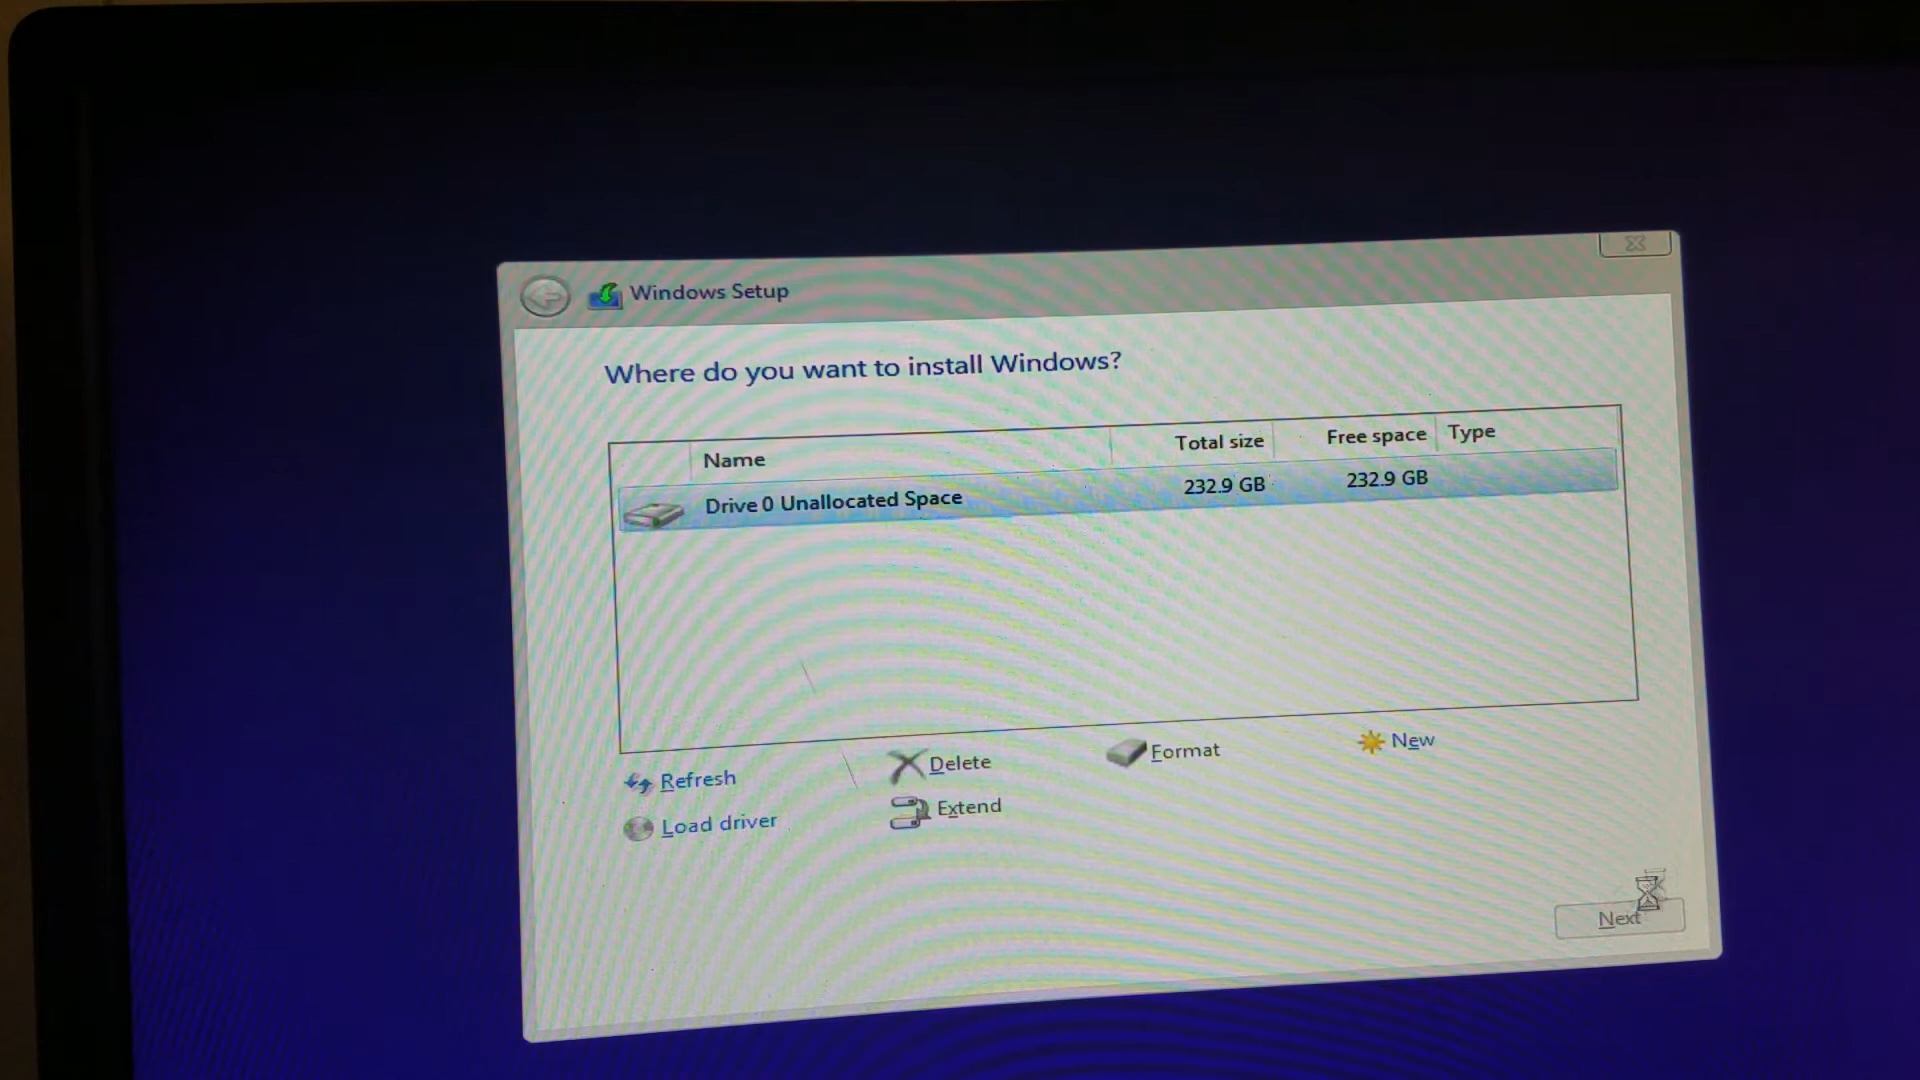 Windows Setup
Where do you want to install Windows?
Name Total size Free space Type
Drive 0 Unallocated Space 232.9 GB 232.9 GB
Refresh Delete Format New
Load driver Extend
Next